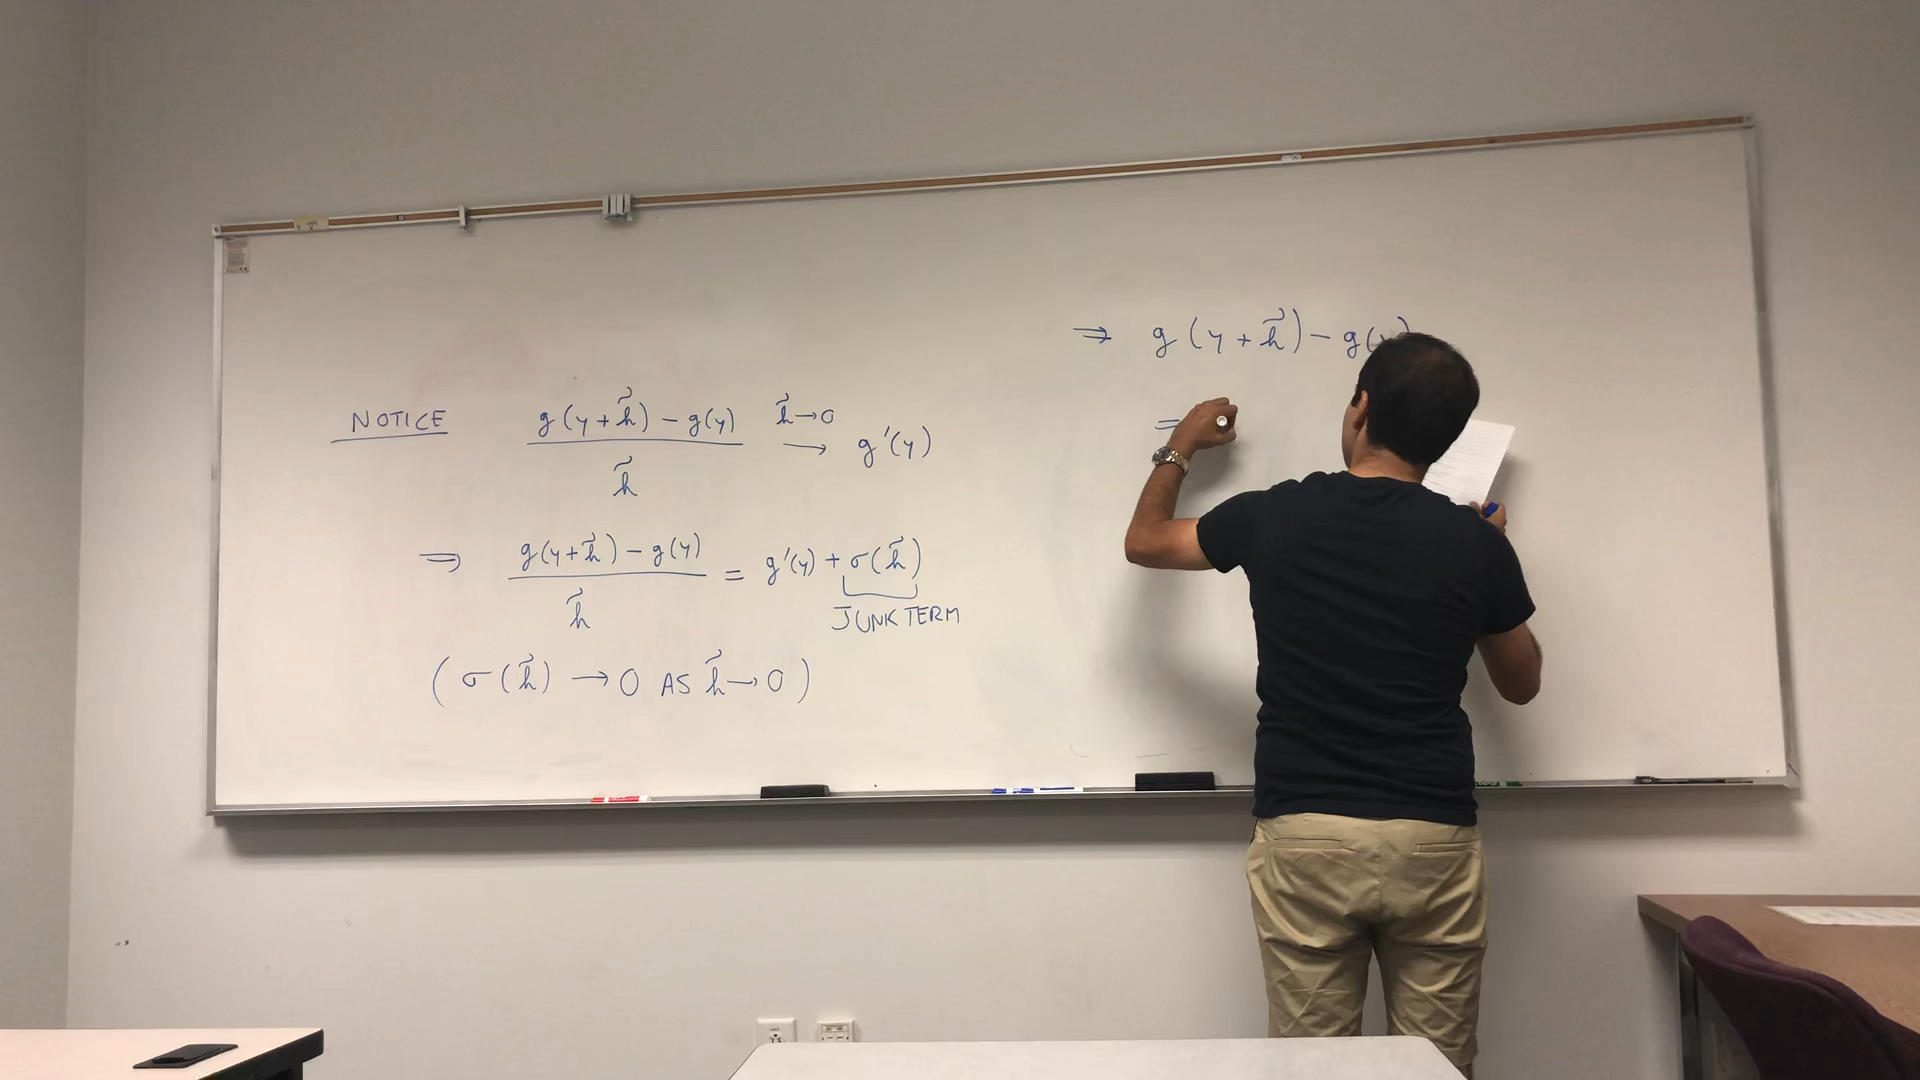 NOTICE g(y+h̃)-g(y) / h̃ h̃→0 → g'(y)
⇒ g(y+h̃)-g(y) / h̃ = g'(y)+σ(h̃)
JUNK TERM
(σ(h̃) → 0 AS h̃→0)
⇒ g(y+h̃)-g(y)
=